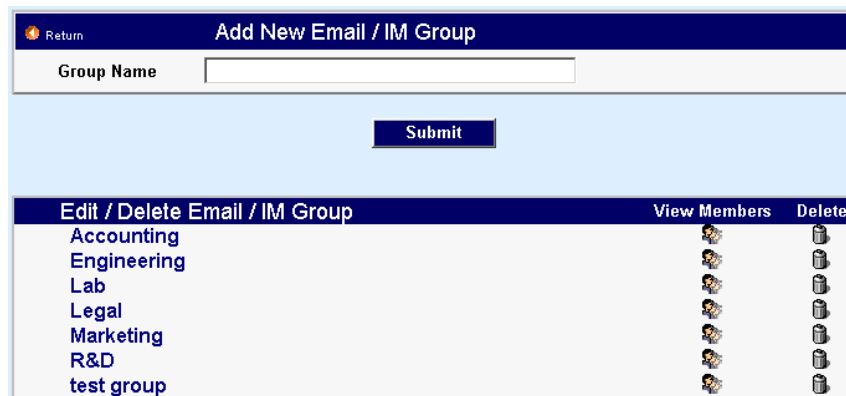 Return Add New Email / IM Group
Group Name
Submit
Edit / Delete Email / IM Group View Members Delete
Accounting
Engineering
Lab
Legal
Marketing
R&D
test group